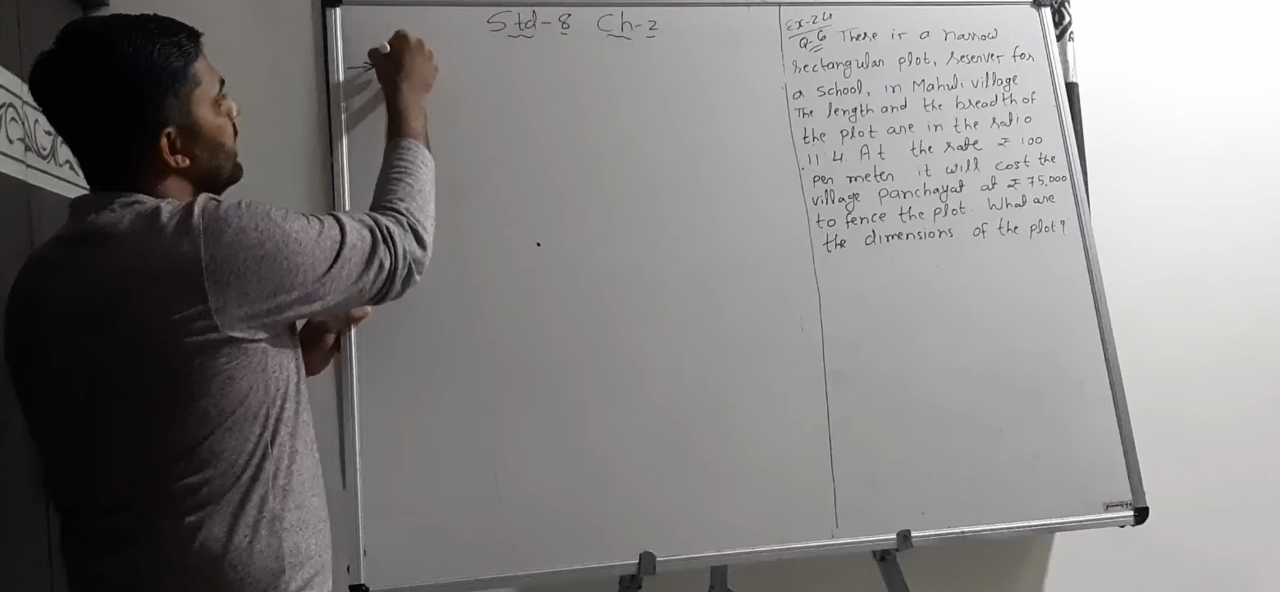 Std-8 Ch-2
Ex-2.4
Q-6 There is a narrow
rectangular plot, reserver for
a school, in Mahuli village
The length and the breadth of
the plot are in the ratio
11:4 At the rate ₹ 100
per meter it will cost the
village panchayat at ₹ 75,000
to fence the plot. What are
the dimensions of the plot?